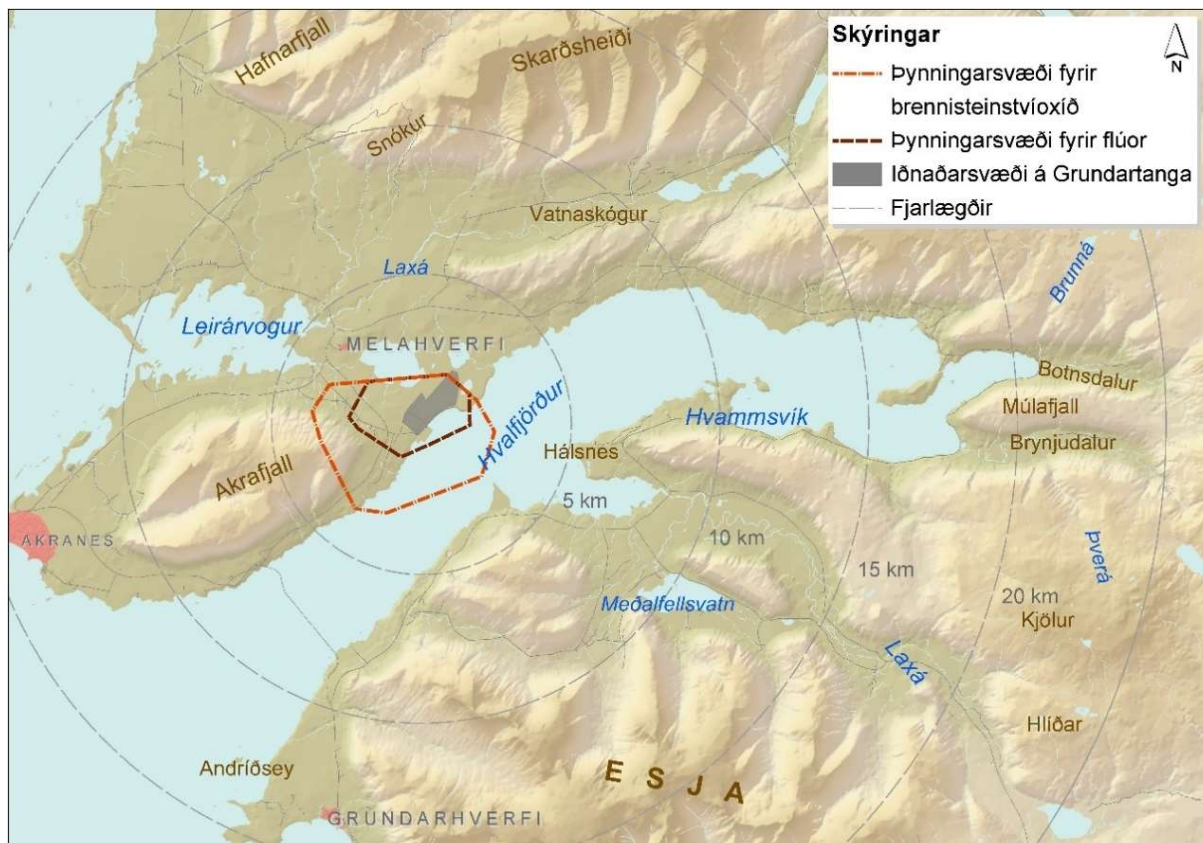 Skýringar
N
Þynningarsvæði fyrir
brennisteinstvíoxíð
Þynningarsvæði fyrir flúor
Iðnaðarsvæði á Grundartanga
Fjarlægðir
Hafnarfjall
Skarðsheiði
Snókur
Vatnaskógur
Laxá
Brunná
Leirárvogur
MELAHVERFI
Botnsdalur
Múlafjall
Hvammsvík
Brynjudalur
Hvalfjörður
Hálsnes
Akrafjall
5 km
AKRANES
10 km
Þverá
15 km
20 km
Meðalfellsvatn
Kjölur
Laxá
Hlíðar
Andríðsey
ESJA
GRUNDARHVERFI